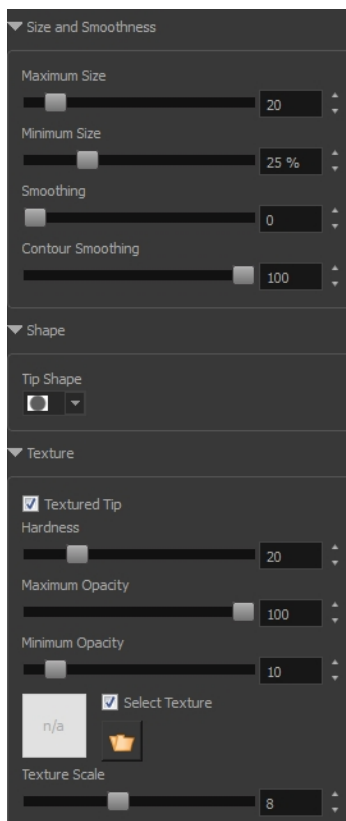 Size and Smoothness
Maximum Size
20
Minimum Size
25 %
Smoothing
0
Contour Smoothing
100
Shape
Tip Shape
Texture
Textured Tip
Hardness
20
Maximum Opacity
100
Minimum Opacity
10
n/a
Select Texture
Texture Scale
8